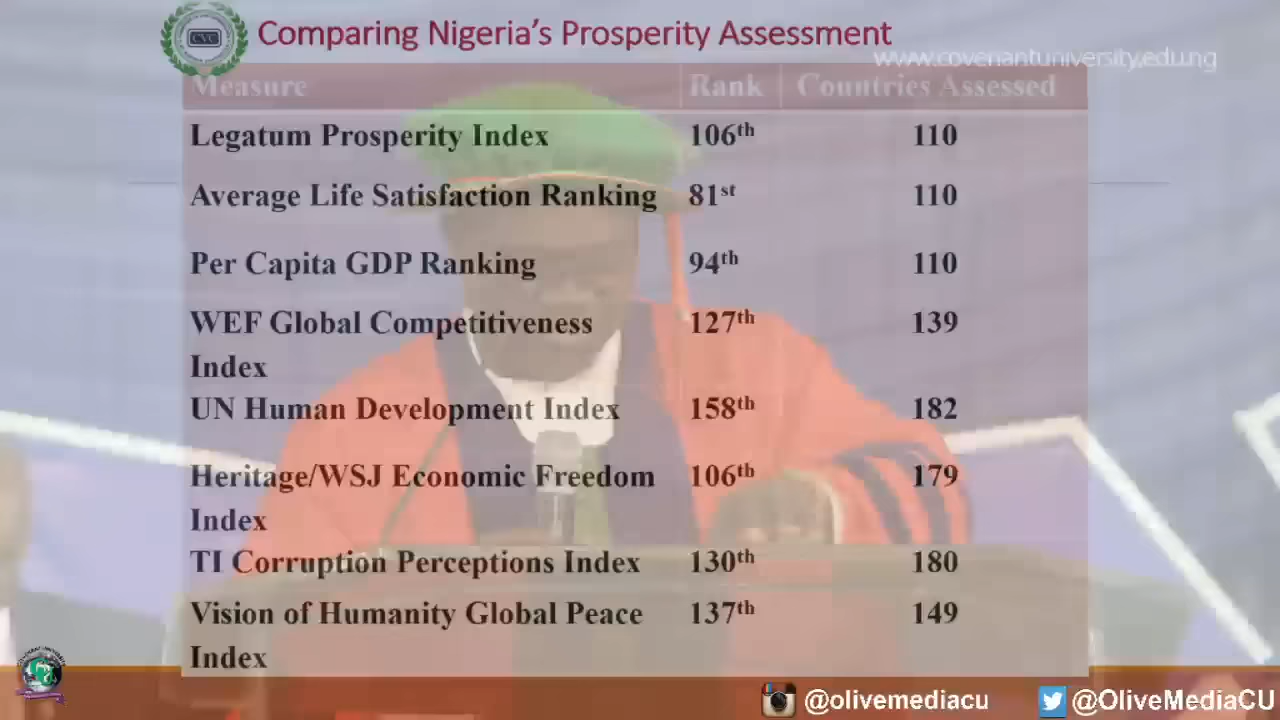 CVC
Comparing Nigeria's Prosperity Assessment
www.covenantuniversity.edu.ng
Measure Rank Countries Assessed
Legatum Prosperity Index 106th 110
Average Life Satisfaction Ranking 81st 110
Per Capita GDP Ranking 94th 110
WEF Global Competitiveness 127th 139
Index
UN Human Development Index 158th 182
Heritage/WSJ Economic Freedom 106th 179
Index
TI Corruption Perceptions Index 130th 180
Vision of Humanity Global Peace 137th 149
Index
@olivemediacu @OliveMediaCU